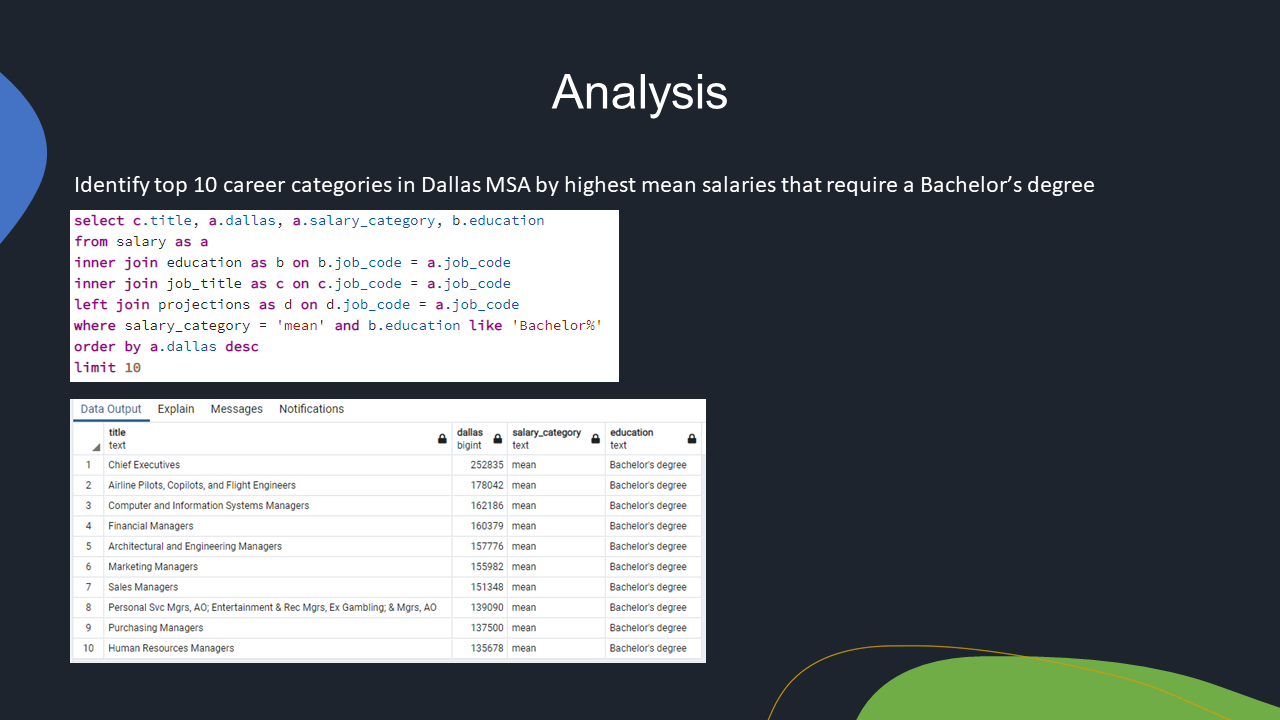 Analysis
Identify top 10 career categories in Dallas MSA by highest mean salaries that require a Bachelor’s degree
select c.title, a.dallas, a.salary_category, b.education
from salary as a
inner join education as b on b.job_code = a.job_code
inner join job_title as c on c.job_code = a.job_code
left join projections as d on d.job_code = a.job_code
where salary_category = 'mean' and b.education like 'Bachelor%'
order by a.dallas desc
limit 10
Data Output Explain Messages Notifications
title dallas salary_category education
text bigint text text
1 Chief Executives 252835 mean Bachelor's degree
2 Airline Pilots, Copilots, and Flight Engineers 178042 mean Bachelor's degree
3 Computer and Information Systems Managers 162186 mean Bachelor's degree
4 Financial Managers 160379 mean Bachelor's degree
5 Architectural and Engineering Managers 157776 mean Bachelor's degree
6 Marketing Managers 155982 mean Bachelor's degree
7 Sales Managers 151348 mean Bachelor's degree
8 Personal Svc Mgrs, AO; Entertainment & Rec Mgrs, Ex Gambling; & Mgrs, AO 139090 mean Bachelor's degree
9 Purchasing Managers 137500 mean Bachelor's degree
10 Human Resources Managers 135678 mean Bachelor's degree